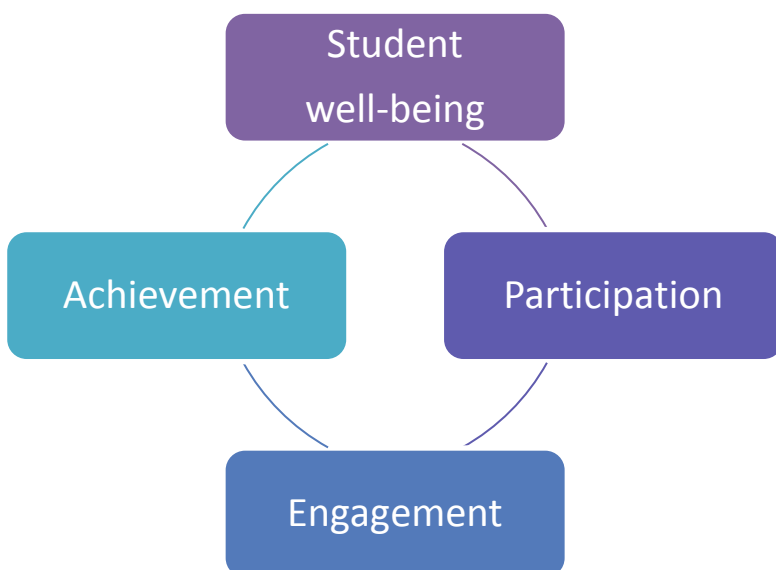 Student
well-being
Achievement
Participation
Engagement